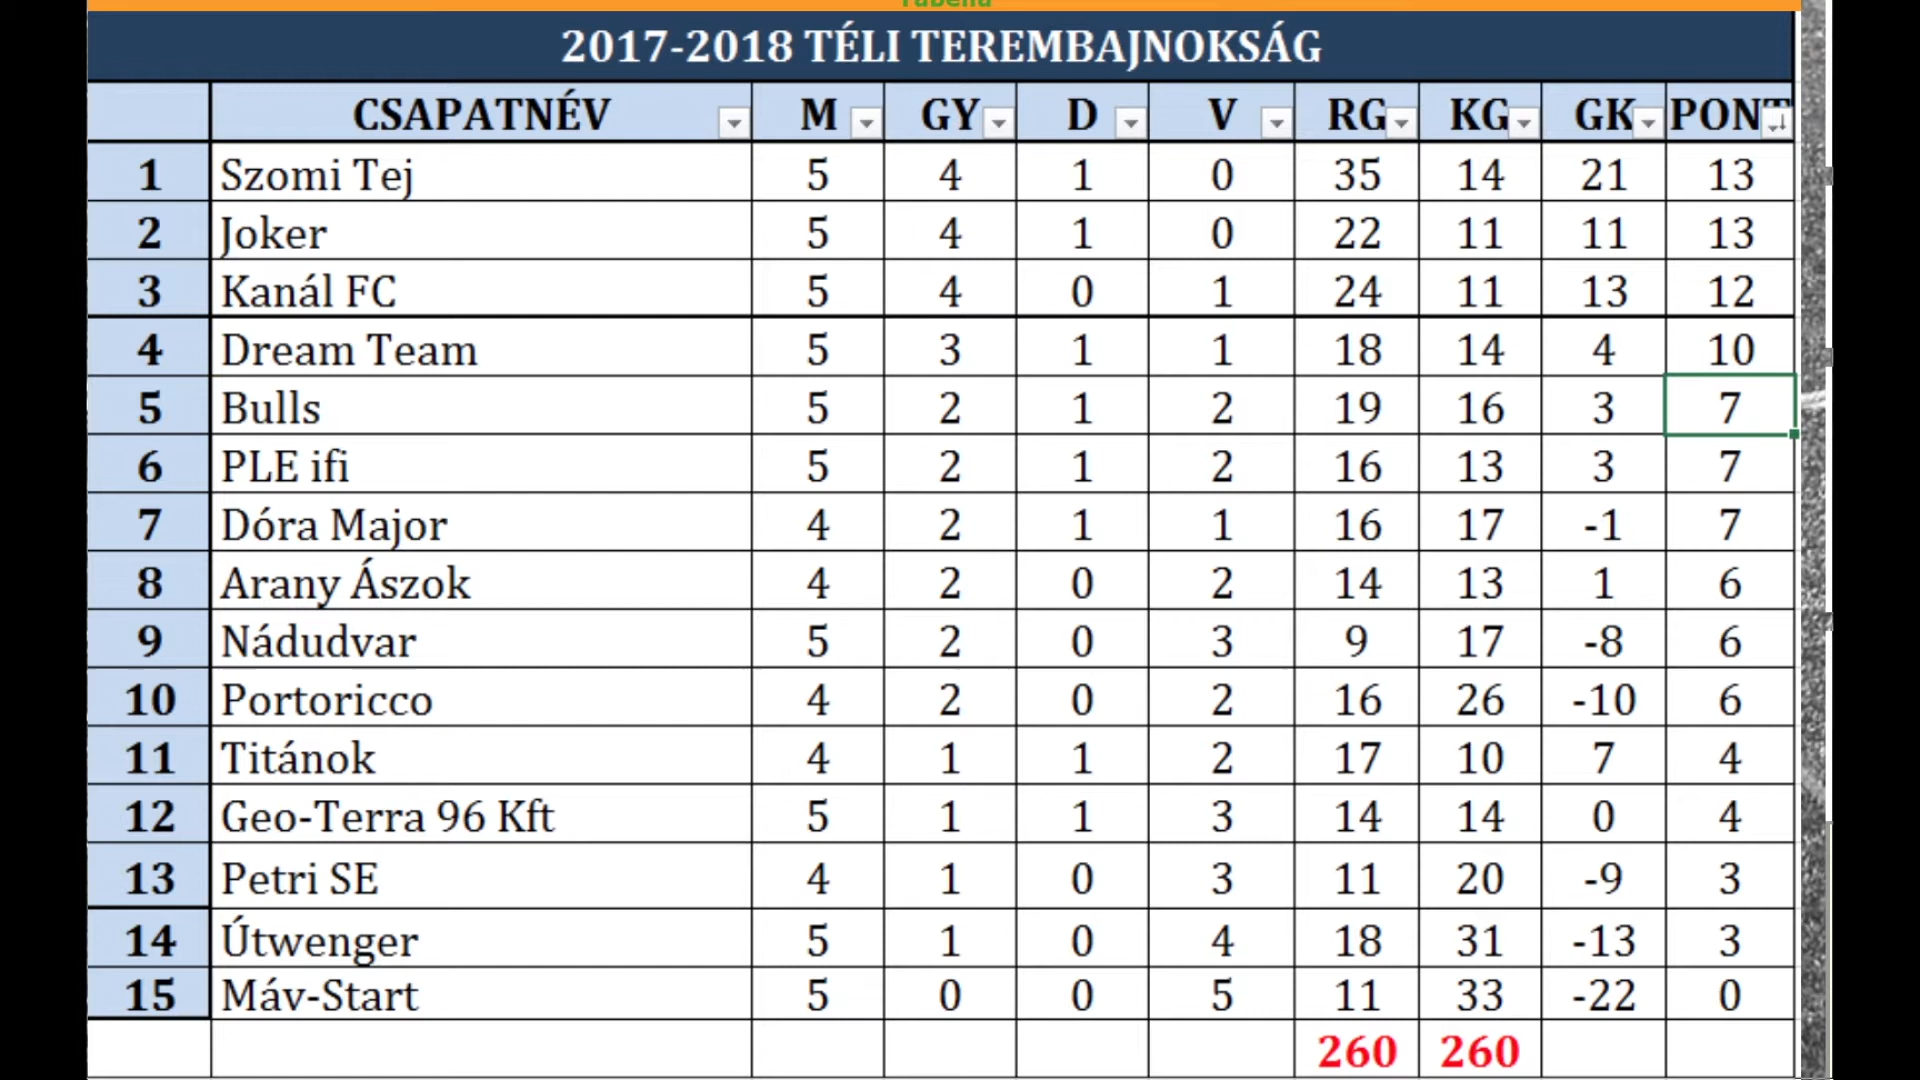 Tabella
2017-2018 TÉLI TEREMBAJNOKSÁG
CSAPATNÉV M GY D V RG KG GK PONT
1 Szomi Tej 5 4 1 0 35 14 21 13
2 Joker 5 4 1 0 22 11 11 13
3 Kanál FC 5 4 0 1 24 11 13 12
4 Dream Team 5 3 1 1 18 14 4 10
5 Bulls 5 2 1 2 19 16 3 7
6 PLE ifi 5 2 1 2 16 13 3 7
7 Dóra Major 4 2 1 1 16 17 -1 7
8 Arany Ászok 4 2 0 2 14 13 1 6
9 Nádudvar 5 2 0 3 9 17 -8 6
10 Portoricco 4 2 0 2 16 26 -10 6
11 Titánok 4 1 1 2 17 10 7 4
12 Geo-Terra 96 Kft 5 1 1 3 14 14 0 4
13 Petri SE 4 1 0 3 11 20 -9 3
14 Útwenger 5 1 0 4 18 31 -13 3
15 Máv-Start 5 0 0 5 11 33 -22 0
260 260